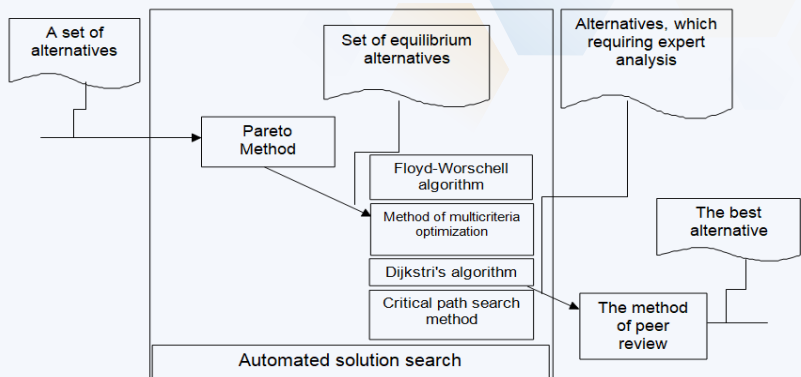 A set of
alternatives
Set of equilibrium
alternatives
Alternatives, which
requiring expert
analysis
Pareto
Method
Floyd-Worschell
algorithm
Method of multicriteria
optimization
Dijkstri's algorithm
Critical path search
method
The best
alternative
The method
of peer
review
Automated solution search